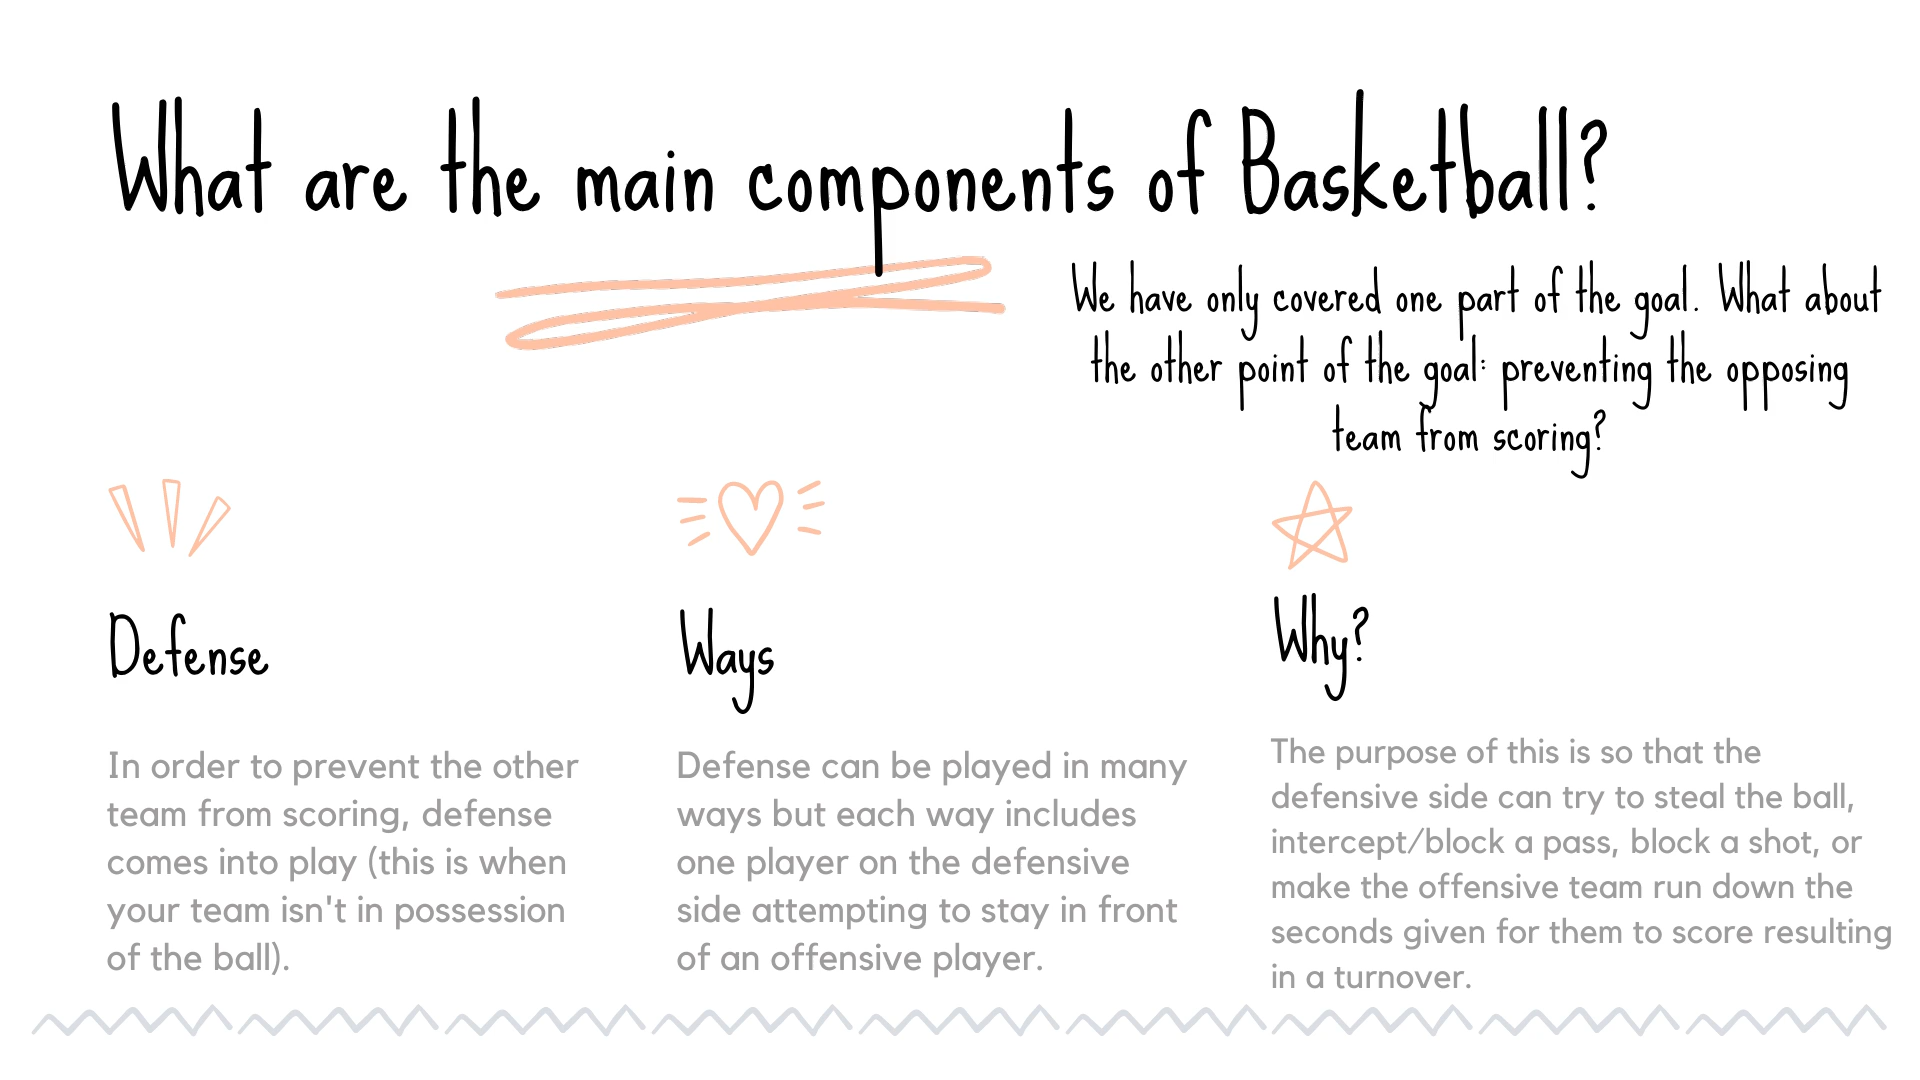 What are the main components of Basketball?
We have only covered one part of the goal. What about
the other point of the goal: preventing the opposing
team from scoring?
Defense
In order to prevent the other
team from scoring, defense
comes into play (this is when
your team isn't in possession
of the ball).
Ways
Defense can be played in many
ways but each way includes
one player on the defensive
side attempting to stay in front
of an offensive player.
Why?
The purpose of this is so that the
defensive side can try to steal the ball,
intercept/block a pass, block a shot, or
make the offensive team run down the
seconds given for them to score resulting
in a turnover.